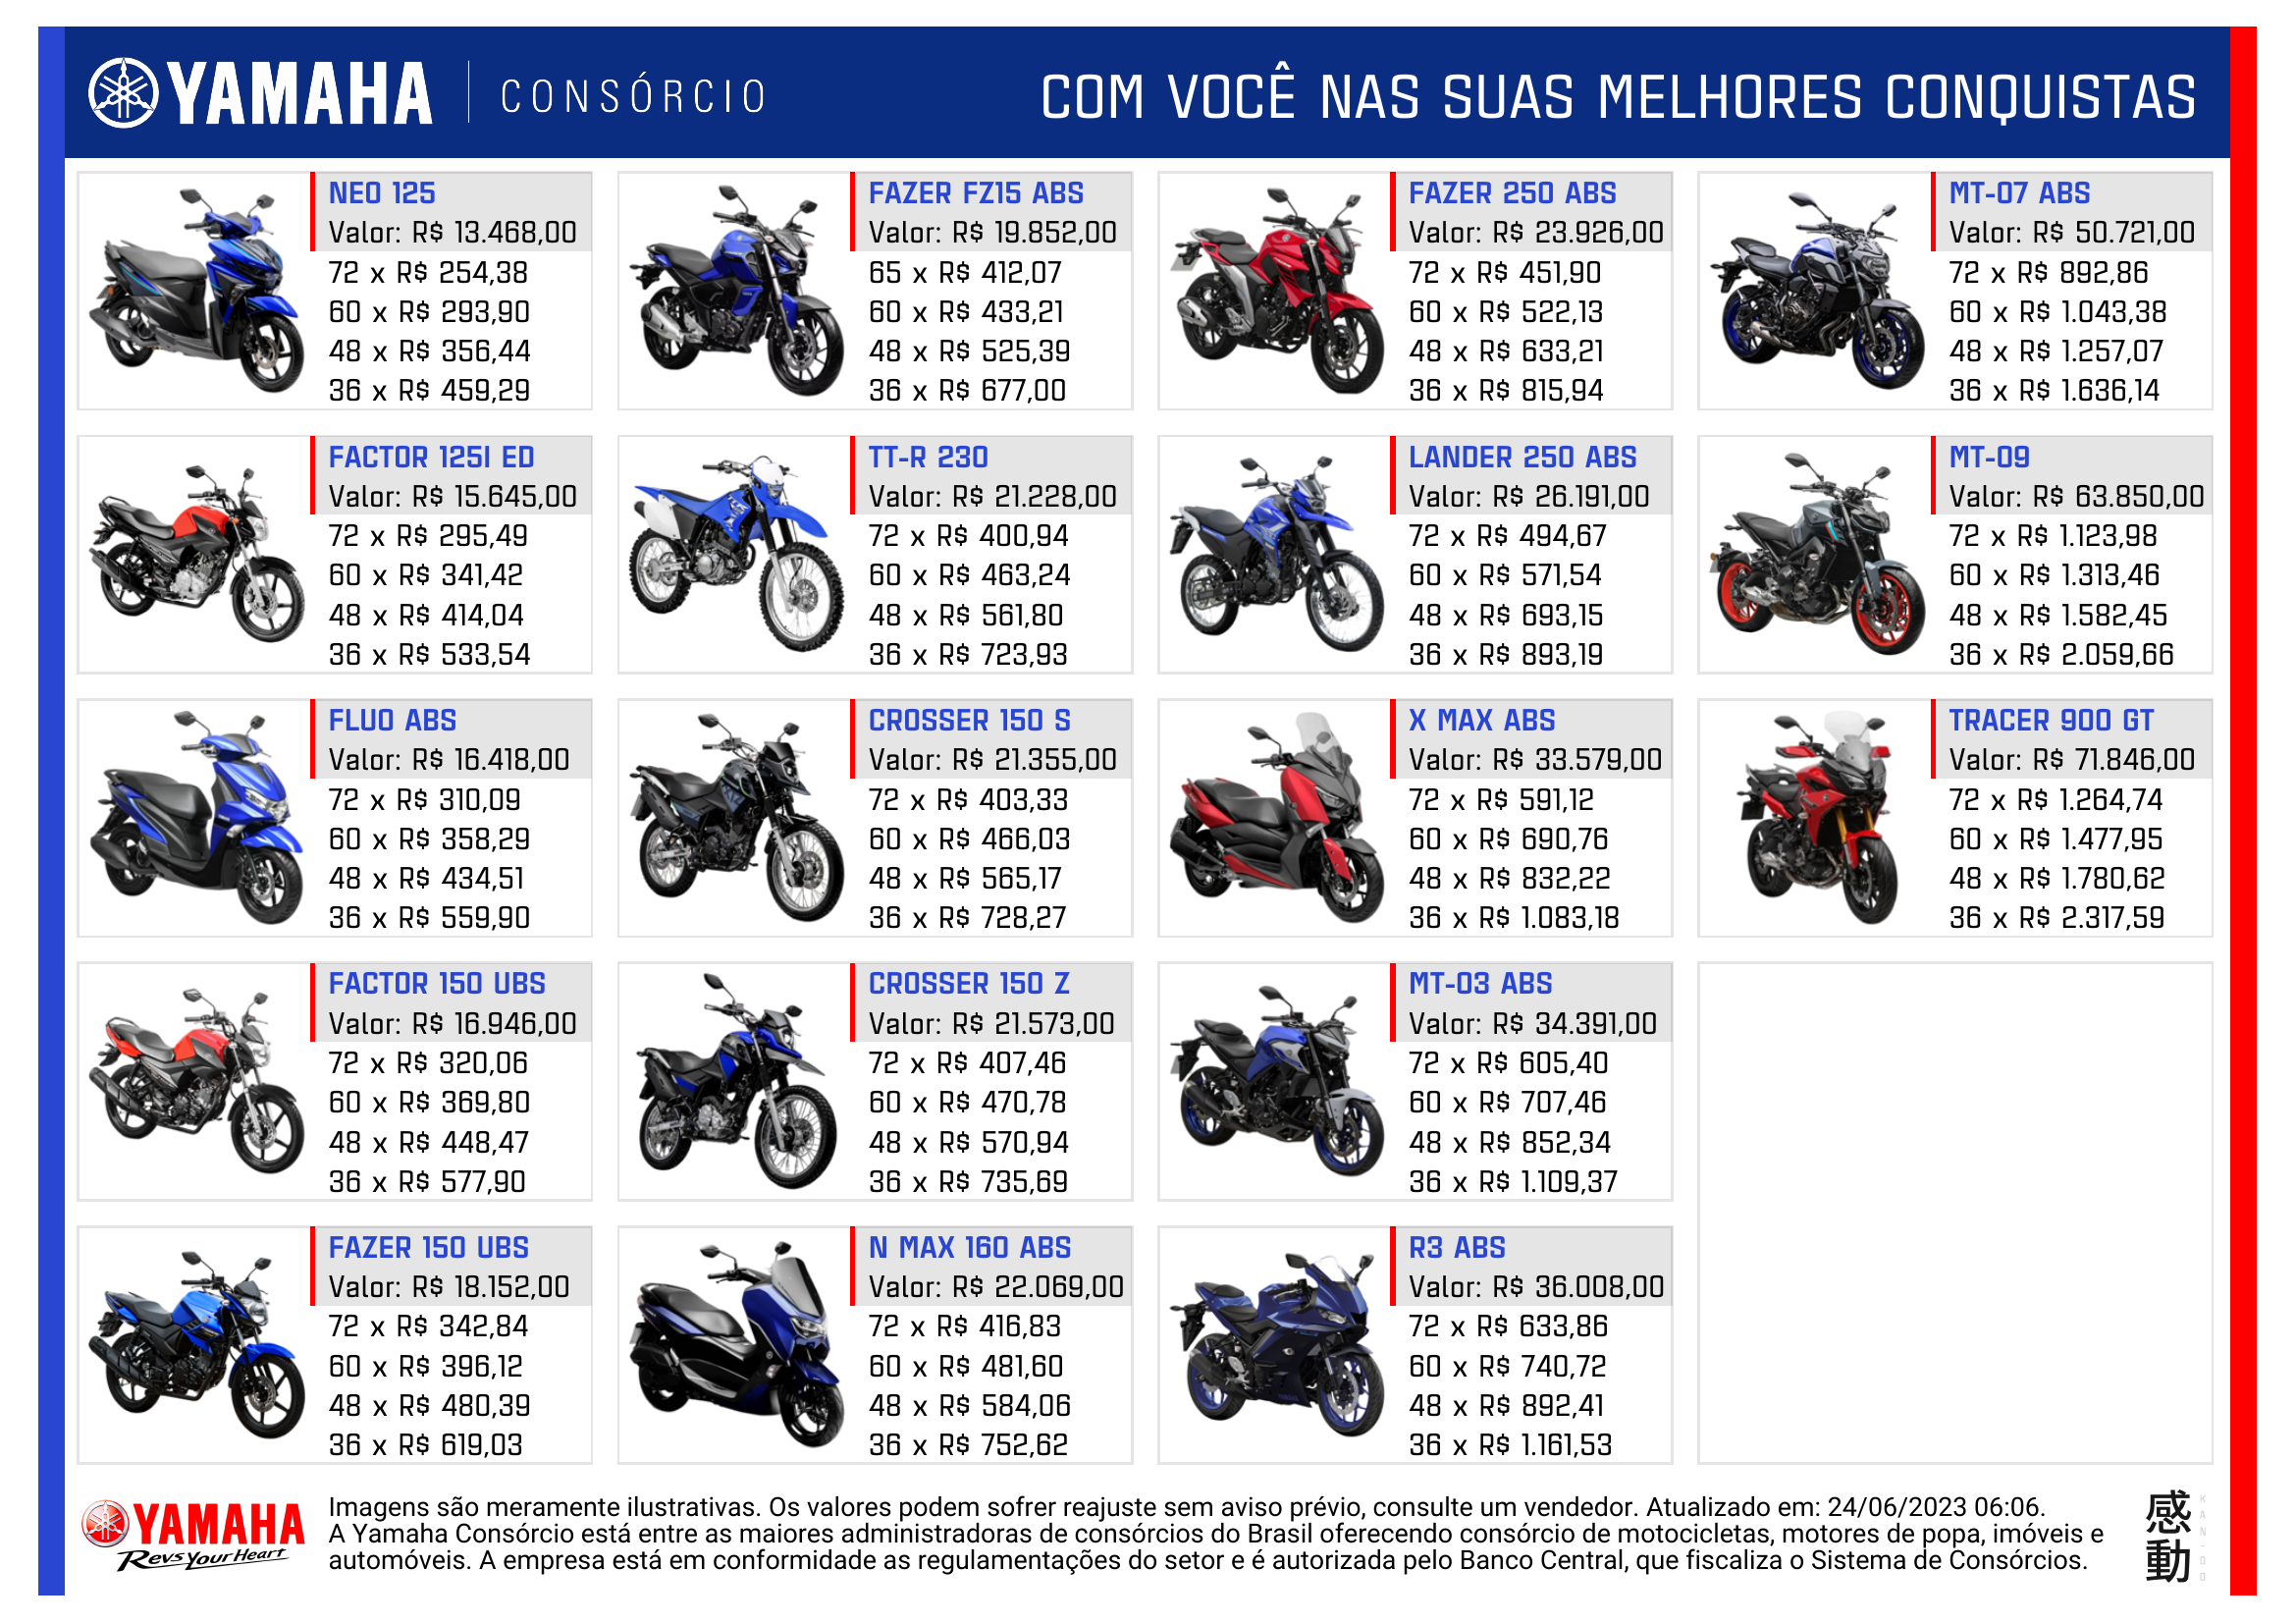 YAMAHA CONSÓRCIO COM VOCÊ NAS SUAS MELHORES CONQUISTAS
NEO 125
Valor: R$ 13.468,00
72 x R$ 254,38
60 x R$ 293,90
48 x R$ 356,44
36 x R$ 459,29
FAZER FZ15 ABS
Valor: R$ 19.852,00
65 x R$ 412,07
60 x R$ 433,21
48 x R$ 525,39
36 x R$ 677,00
FAZER 250 ABS
Valor: R$ 23.926,00
72 x R$ 451,90
60 x R$ 522,13
48 x R$ 633,21
36 x R$ 815,94
MT-07 ABS
Valor: R$ 50.721,00
72 x R$ 892,86
60 x R$ 1.043,38
48 x R$ 1.257,07
36 x R$ 1.636,14
FACTOR 125I ED
Valor: R$ 15.645,00
72 x R$ 295,49
60 x R$ 341,42
48 x R$ 414,04
36 x R$ 533,54
TT-R 230
Valor: R$ 21.228,00
72 x R$ 400,94
60 x R$ 463,24
48 x R$ 561,80
36 x R$ 723,93
LANDER 250 ABS
Valor: R$ 26.191,00
72 x R$ 494,67
60 x R$ 571,54
48 x R$ 693,15
36 x R$ 893,19
MT-09
Valor: R$ 63.850,00
72 x R$ 1.123,98
60 x R$ 1.313,46
48 x R$ 1.582,45
36 x R$ 2.059,66
FLUO ABS
Valor: R$ 16.418,00
72 x R$ 310,09
60 x R$ 358,29
48 x R$ 434,51
36 x R$ 559,90
CROSSER 150 S
Valor: R$ 21.355,00
72 x R$ 403,33
60 x R$ 466,03
48 x R$ 565,17
36 x R$ 728,27
X MAX ABS
Valor: R$ 33.579,00
72 x R$ 591,12
60 x R$ 690,76
48 x R$ 832,22
36 x R$ 1.083,18
TRACER 900 GT
Valor: R$ 71.846,00
72 x R$ 1.264,74
60 x R$ 1.477,95
48 x R$ 1.780,62
36 x R$ 2.317,59
FACTOR 150 UBS
Valor: R$ 16.946,00
72 x R$ 320,06
60 x R$ 369,80
48 x R$ 448,47
36 x R$ 577,90
CROSSER 150 Z
Valor: R$ 21.573,00
72 x R$ 407,46
60 x R$ 470,78
48 x R$ 570,94
36 x R$ 735,69
MT-03 ABS
Valor: R$ 34.391,00
72 x R$ 605,40
60 x R$ 707,46
48 x R$ 852,34
36 x R$ 1.109,37
FAZER 150 UBS
Valor: R$ 18.152,00
72 x R$ 342,84
60 x R$ 396,12
48 x R$ 480,39
36 x R$ 619,03
N MAX 160 ABS
Valor: R$ 22.069,00
72 x R$ 416,83
60 x R$ 481,60
48 x R$ 584,06
36 x R$ 752,62
R3 ABS
Valor: R$ 36.008,00
72 x R$ 633,86
60 x R$ 740,72
48 x R$ 892,41
36 x R$ 1.161,53
YAMAHA
Revs Your Heart
Imagens são meramente ilustrativas. Os valores podem sofrer reajuste sem aviso prévio, consulte um vendedor. Atualizado em: 24/06/2023 06:06.
A Yamaha Consórcio está entre as maiores administradoras de consórcios do Brasil oferecendo consórcio de motocicletas, motores de popa, imóveis e
automóveis. A empresa está em conformidade as regulamentações do setor e é autorizada pelo Banco Central, que fiscaliza o Sistema de Consórcios.
感動
KAN-DO